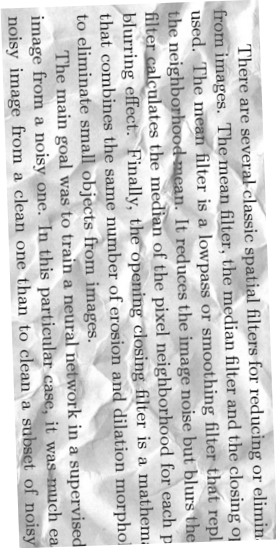 There are several classic spatial filters for reducing or elimin
from images. The mean filter, the median filter and the closing op
used. The mean filter is a lowpass or smoothing filter that repl
the neighborhood mean. It reduces the image noise but blurs the
filter calculates the median of the pixel neighborhood for each p
blurring effect. Finally, the opening closing filter is a mathem
that combines the same number of erosion and dilation morpho
to eliminate small objects from images.
The main goal was to train a neural network in a supervised
image from a noisy one. In this particular case, it was much ea
noisy image from a clean one than to clean a subset of noisy